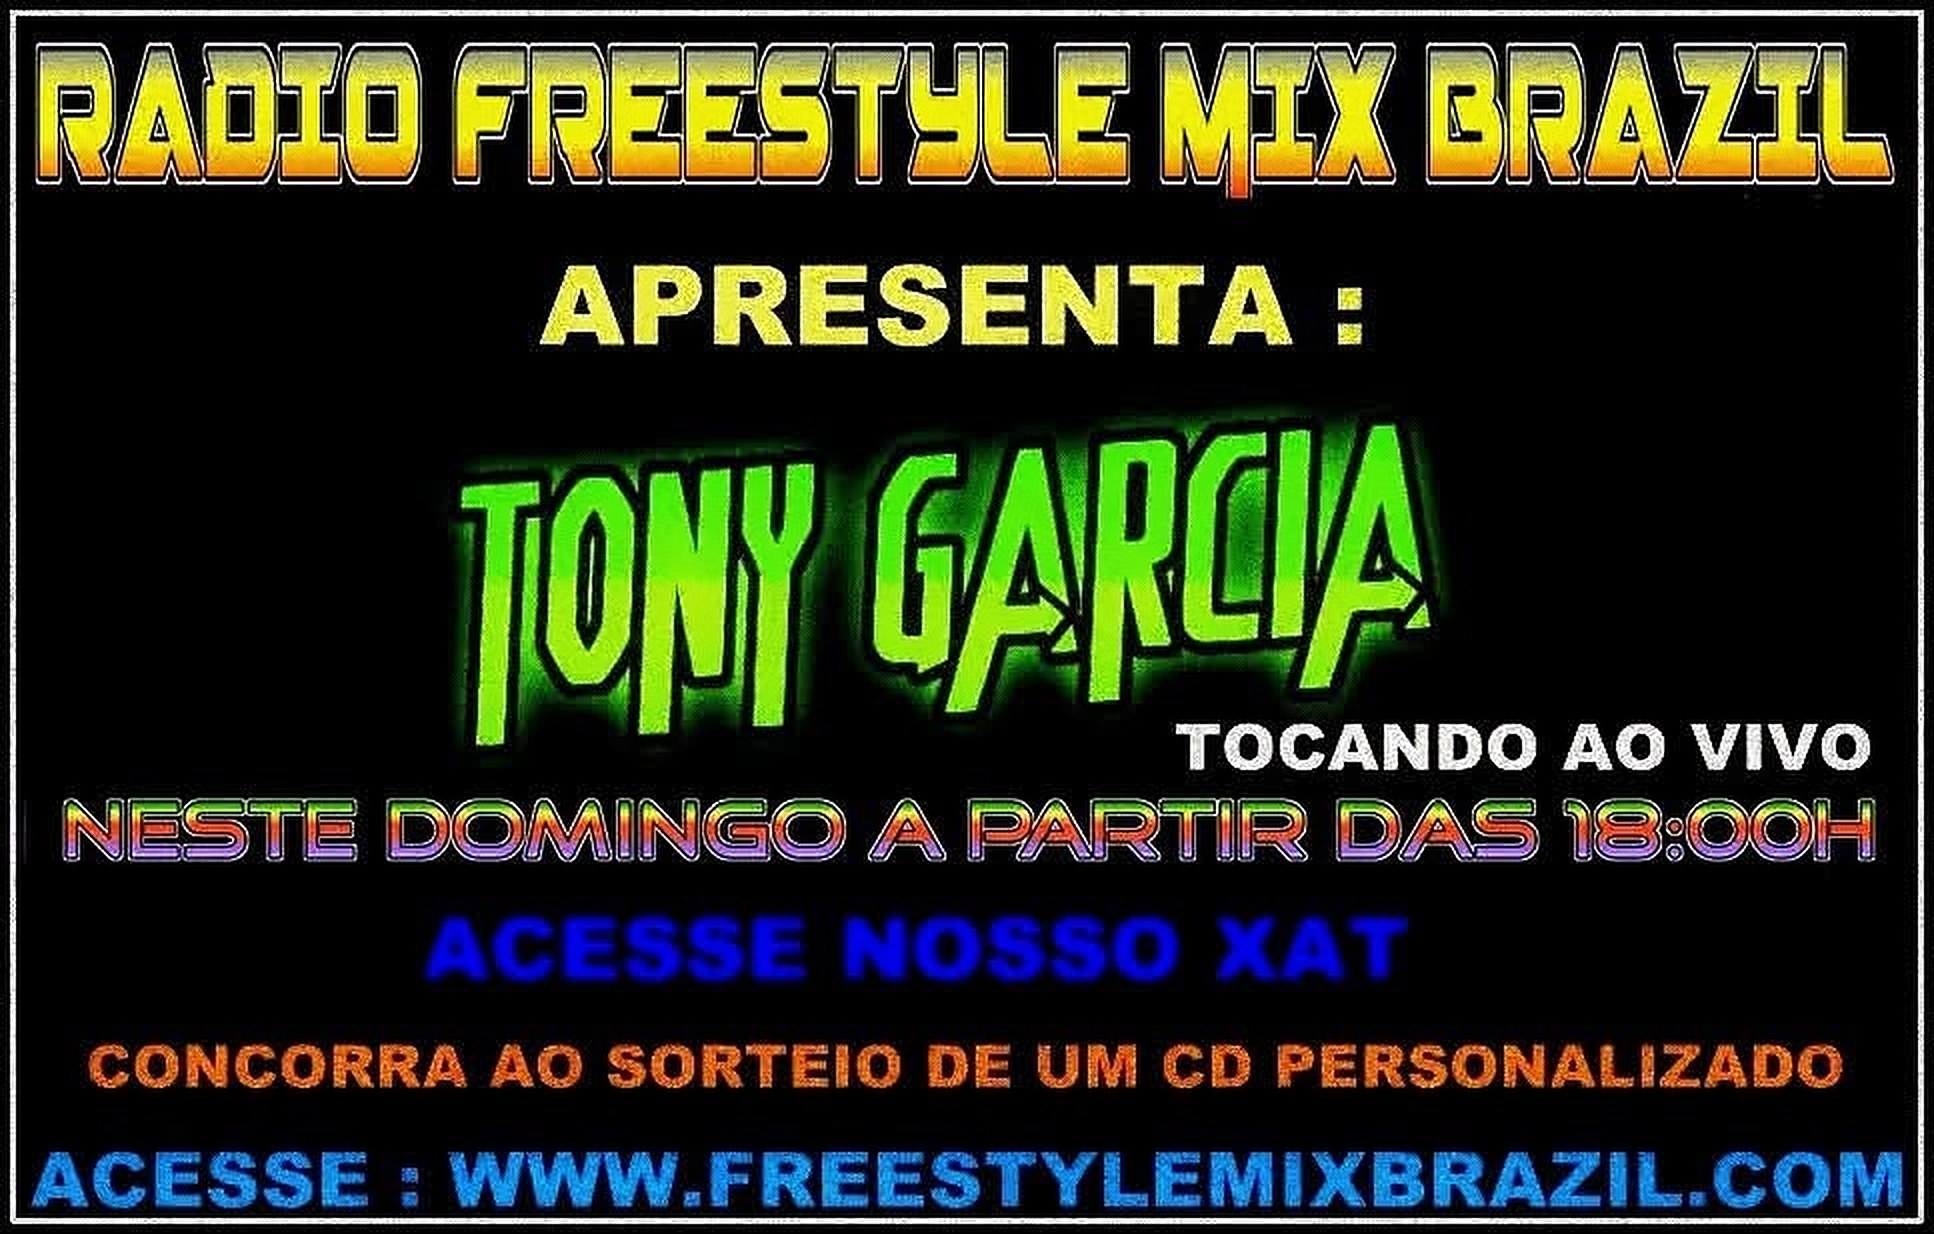 RADIO FREESTYLE MIX BRAZIL
APRESENTA :
TONY GARCIA
TOCANDO AO VIVO
NESTE DOMINGO A PARTIR DAS 18:00H
ACESSE NOSSO XAT
CONCORRA AO SORTEIO DE UM CD PERSONALIZADO
ACESSE : WWW.FREESTYLEMIXBRAZIL.COM